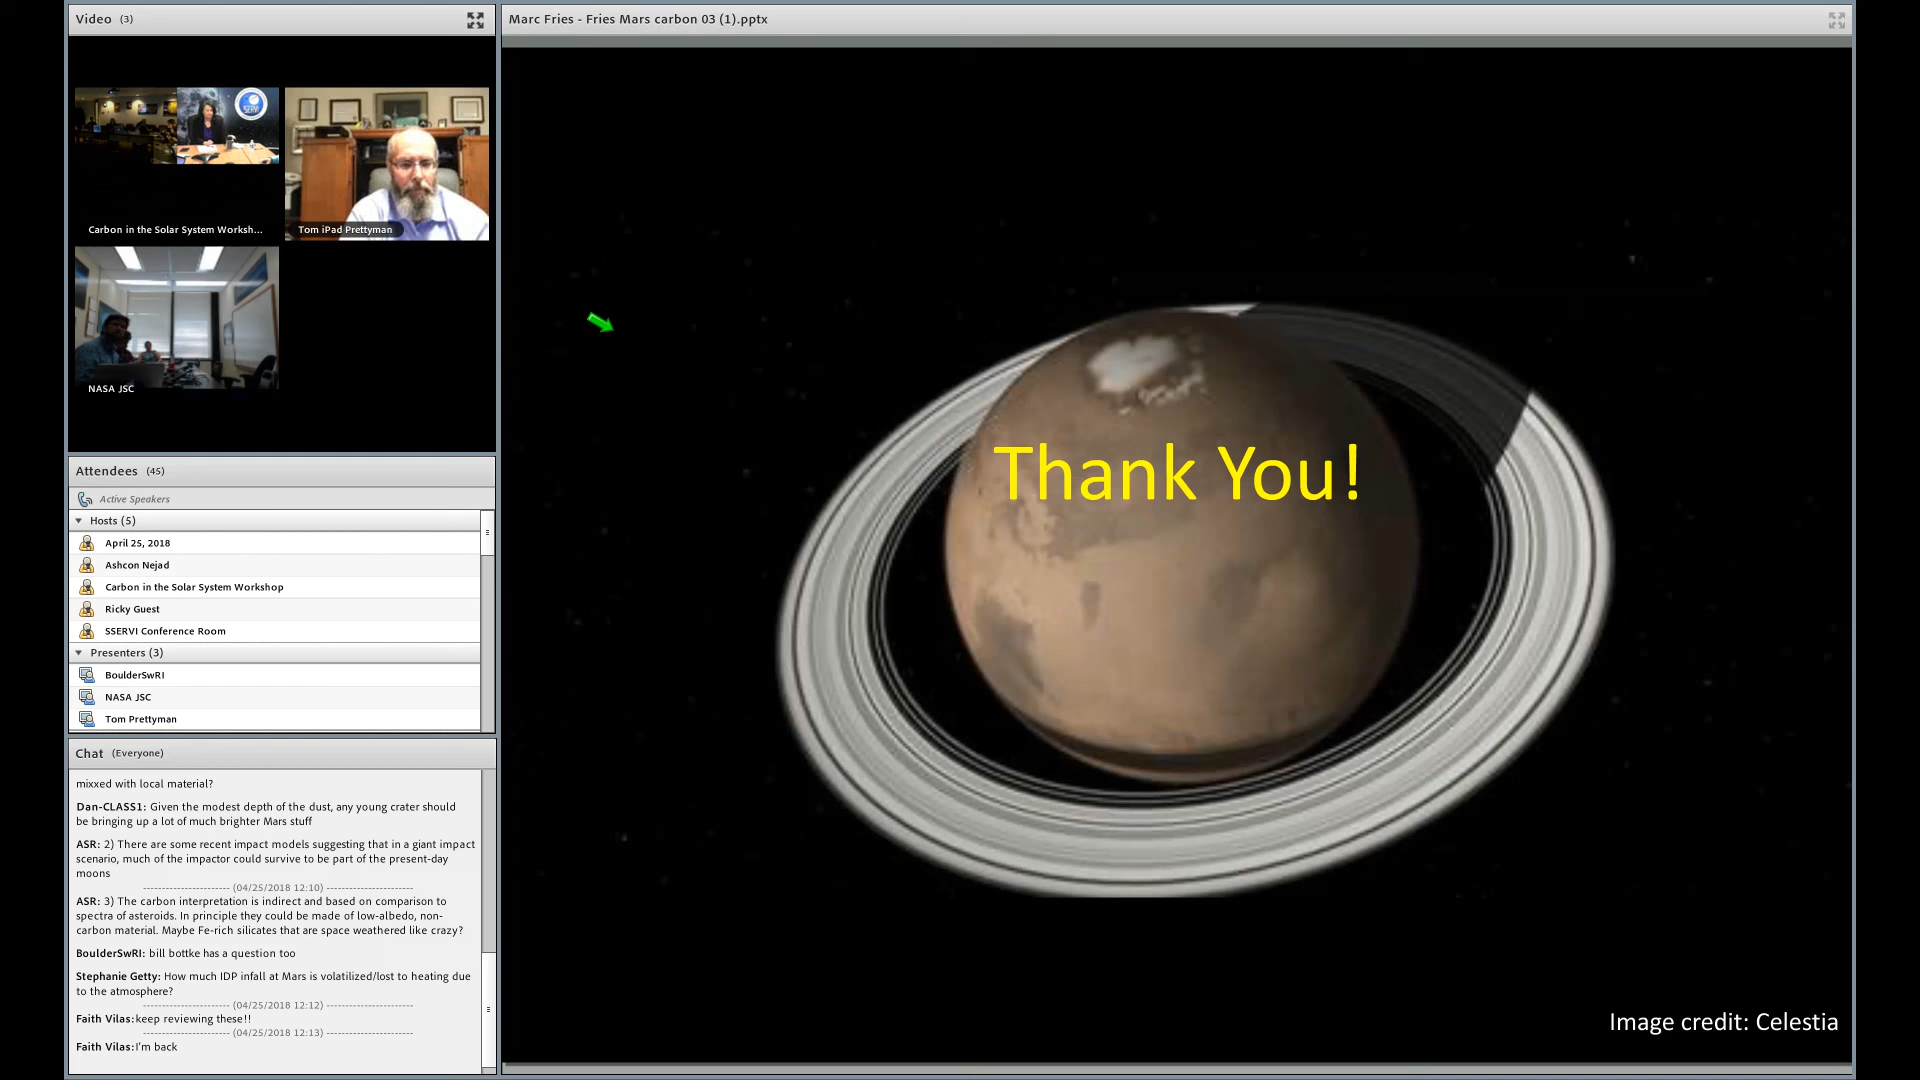 Video (3)
Carbon in the Solar System Worksh...
Tom iPad Prettyman
NASA JSC
Attendees (45)
Active Speakers
Hosts (5)
April 25, 2018
Ashcon Nejad
Carbon in the Solar System Workshop
Ricky Guest
SSERVI Conference Room
Presenters (3)
BoulderSwRI
NASA JSC
Tom Prettyman
Chat (Everyone)
mixxed with local material?
Dan-CLASS1: Given the modest depth of the dust, any young crater should
be bringing up a lot of much brighter Mars stuff
ASR: 2) There are some recent impact models suggesting that in a giant impact
scenario, much of the impactor could survive to be part of the present-day
moons
----------------------- (04/25/2018 12:10) -----------------------
ASR: 3) The carbon interpretation is indirect and based on comparison to
spectra of asteroids. In principle they could be made of low-albedo, non-
carbon material. Maybe Fe-rich silicates that are space weathered like crazy?
BoulderSwRI: bill bottke has a question too
Stephanie Getty: How much IDP infall at Mars is volatilized/lost to heating due
to the atmosphere?
----------------------- (04/25/2018 12:12) -----------------------
Faith Vilas: keep reviewing these!!
----------------------- (04/25/2018 12:13) -----------------------
Faith Vilas: I'm back
Marc Fries - Fries Mars carbon 03 (1).pptx
Thank You!
Image credit: Celestia